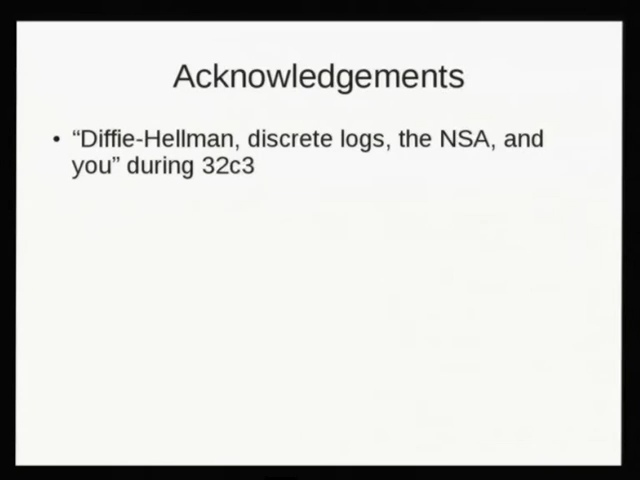 Acknowledgements
• “Diffie-Hellman, discrete logs, the NSA, and
you” during 32c3